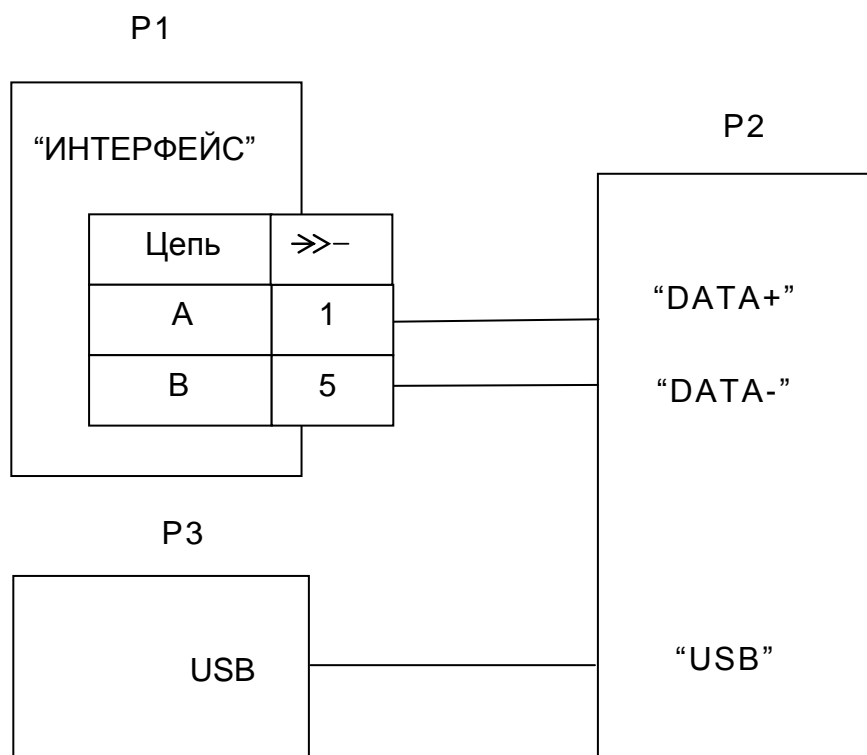 P1
“ИНТЕРФЕЙС”
P2
Цепь
А 1
В 5
“DATA+”
“DATA-”
P3
USB
“USB”